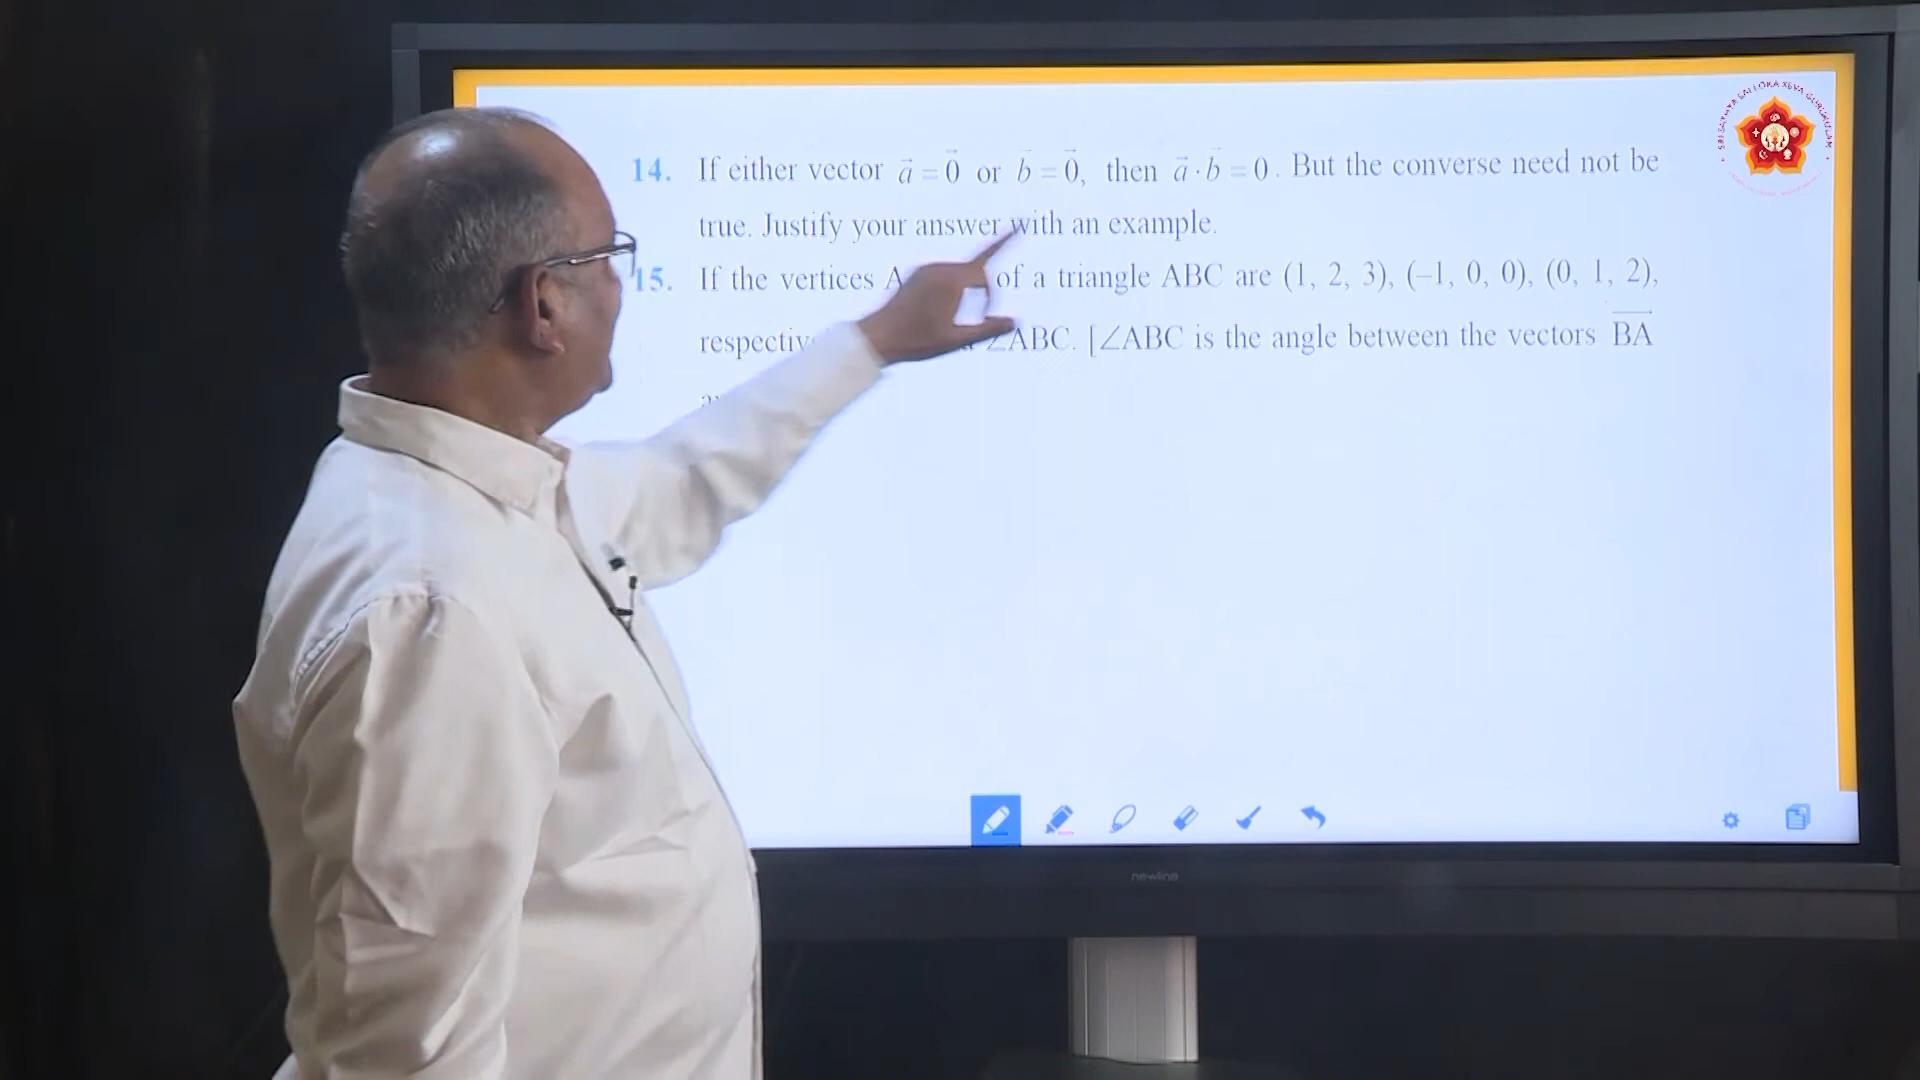 14. If either vector a⃗ = 0⃗ or b⃗ = 0⃗, then a⃗ · b⃗ = 0. But the converse need not be
true. Justify your answer with an example.
15. If the vertices A of a triangle ABC are (1, 2, 3), (–1, 0, 0), (0, 1, 2),
∠ABC. [∠ABC is the angle between the vectors B͞A͞
newline